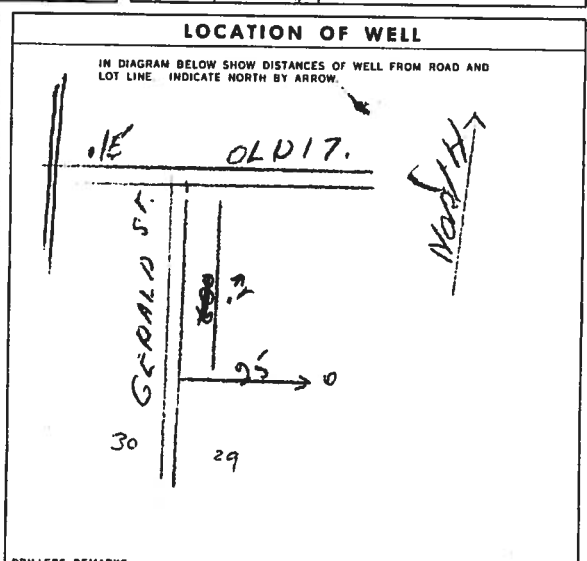 LOCATION OF WELL
IN DIAGRAM BELOW SHOW DISTANCES OF WELL FROM ROAD AND
LOT LINE. INDICATE NORTH BY ARROW.
OLD 17.
NORTH
GERALD ST.
.2
25'
30
29
DRILLERS REMARKS